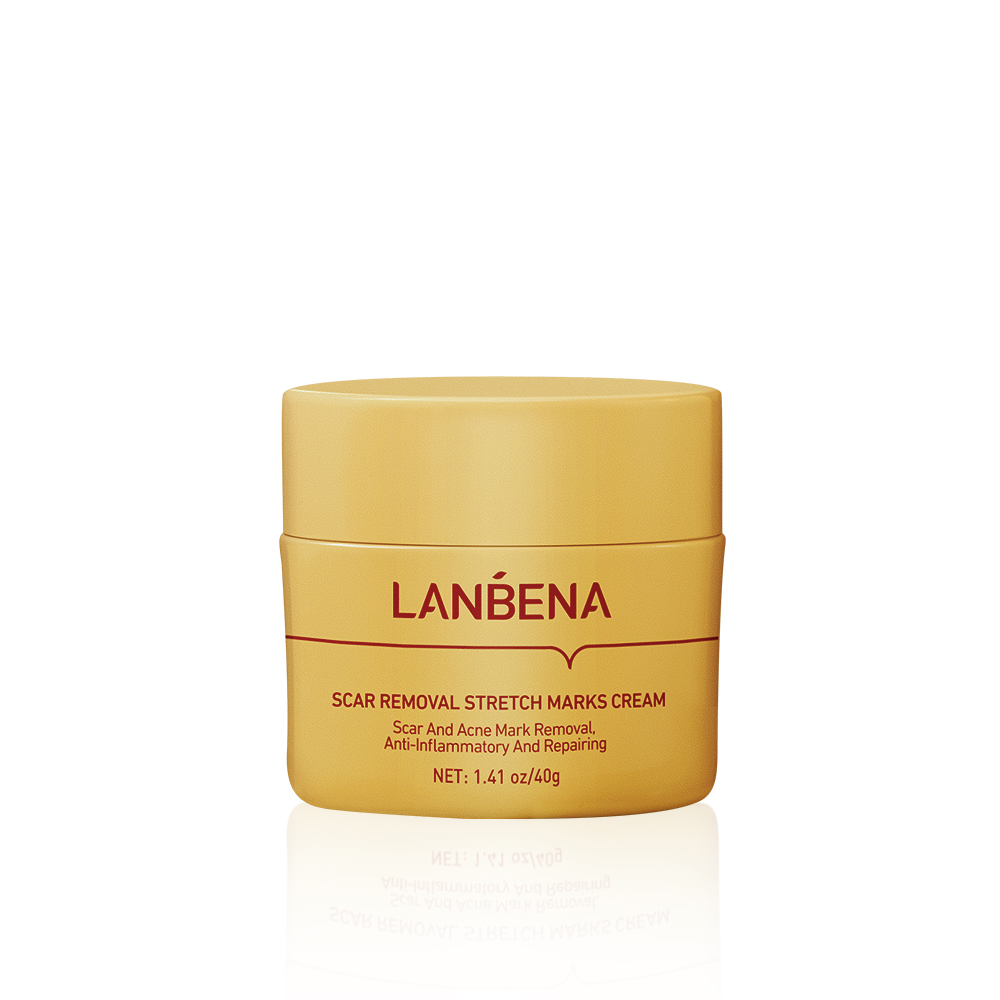 LANBENA
SCAR REMOVAL STRETCH MARKS CREAM
Scar And Acne Mark Removal,
Anti-Inflammatory And Repairing
NET: 1.41 oz/40g